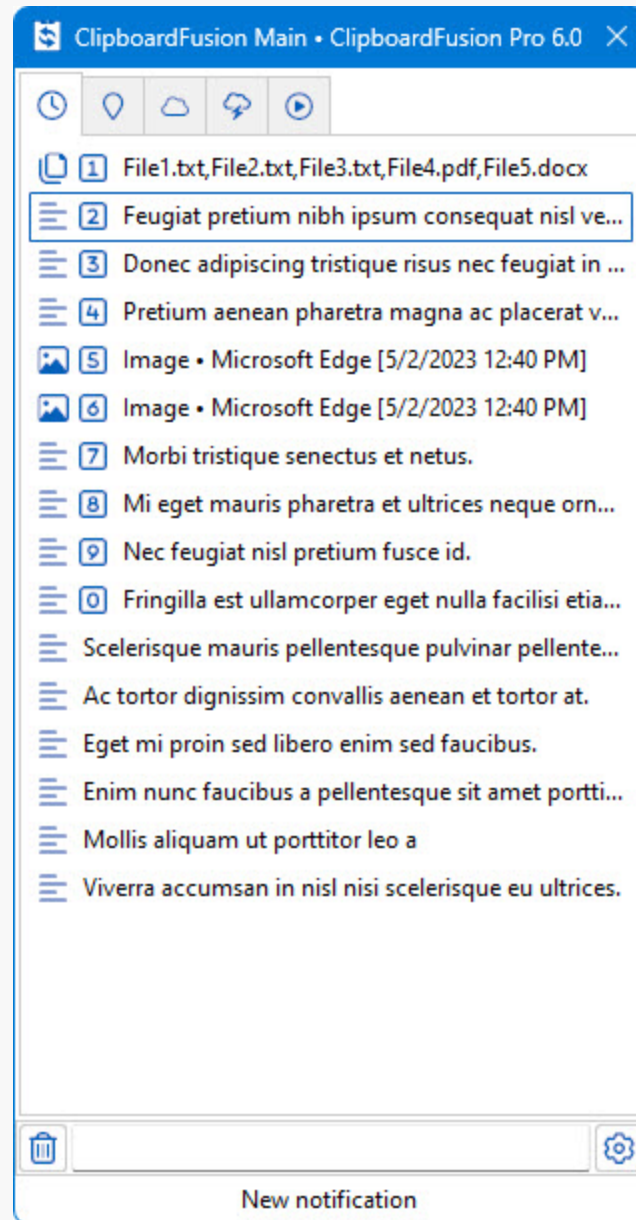 ClipboardFusion Main • ClipboardFusion Pro 6.0
1 File1.txt,File2.txt,File3.txt,File4.pdf,File5.docx
2 Feugiat pretium nibh ipsum consequat nisl ve...
3 Donec adipiscing tristique risus nec feugiat in ...
4 Pretium aenean pharetra magna ac placerat v...
5 Image • Microsoft Edge [5/2/2023 12:40 PM]
6 Image • Microsoft Edge [5/2/2023 12:40 PM]
7 Morbi tristique senectus et netus.
8 Mi eget mauris pharetra et ultrices neque orn...
9 Nec feugiat nisl pretium fusce id.
0 Fringilla est ullamcorper eget nulla facilisi etia...
Scelerisque mauris pellentesque pulvinar pellente...
Ac tortor dignissim convallis aenean et tortor at.
Eget mi proin sed libero enim sed faucibus.
Enim nunc faucibus a pellentesque sit amet portti...
Mollis aliquam ut porttitor leo a
Viverra accumsan in nisl nisi scelerisque eu ultrices.
New notification